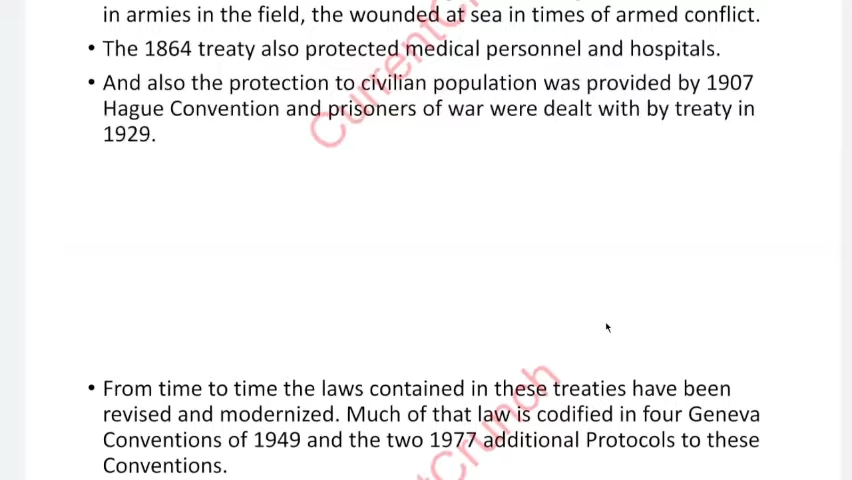 in armies in the field, the wounded at sea in times of armed conflict.
• The 1864 treaty also protected medical personnel and hospitals.
• And also the protection to civilian population was provided by 1907
Hague Convention and prisoners of war were dealt with by treaty in
1929.
• From time to time the laws contained in these treaties have been
revised and modernized. Much of that law is codified in four Geneva
Conventions of 1949 and the two 1977 additional Protocols to these
Conventions.